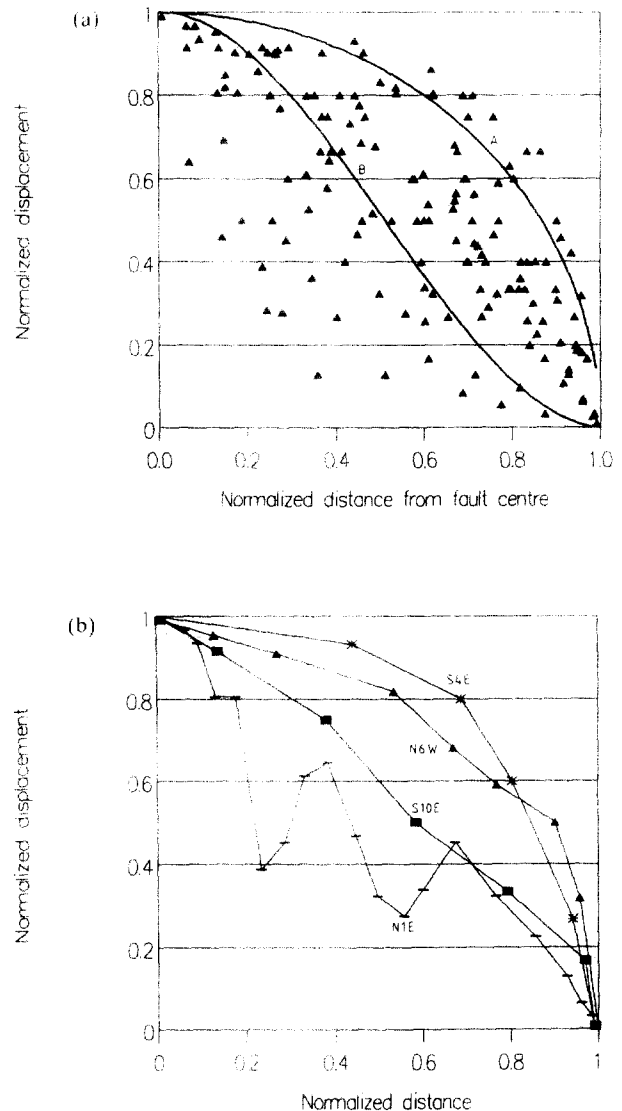 (a)
1
0.8
0.6
0.4
0.2
0
Normalized displacement
A
B
0.0 0.2 0.4 0.6 0.8 1.0
Normalized distance from fault centre
(b)
1
0.8
0.6
0.4
0.2
0
Normalized displacement
S4E
N6W
S10E
N1E
0 0.2 0.4 0.6 0.8 1
Normalized distance